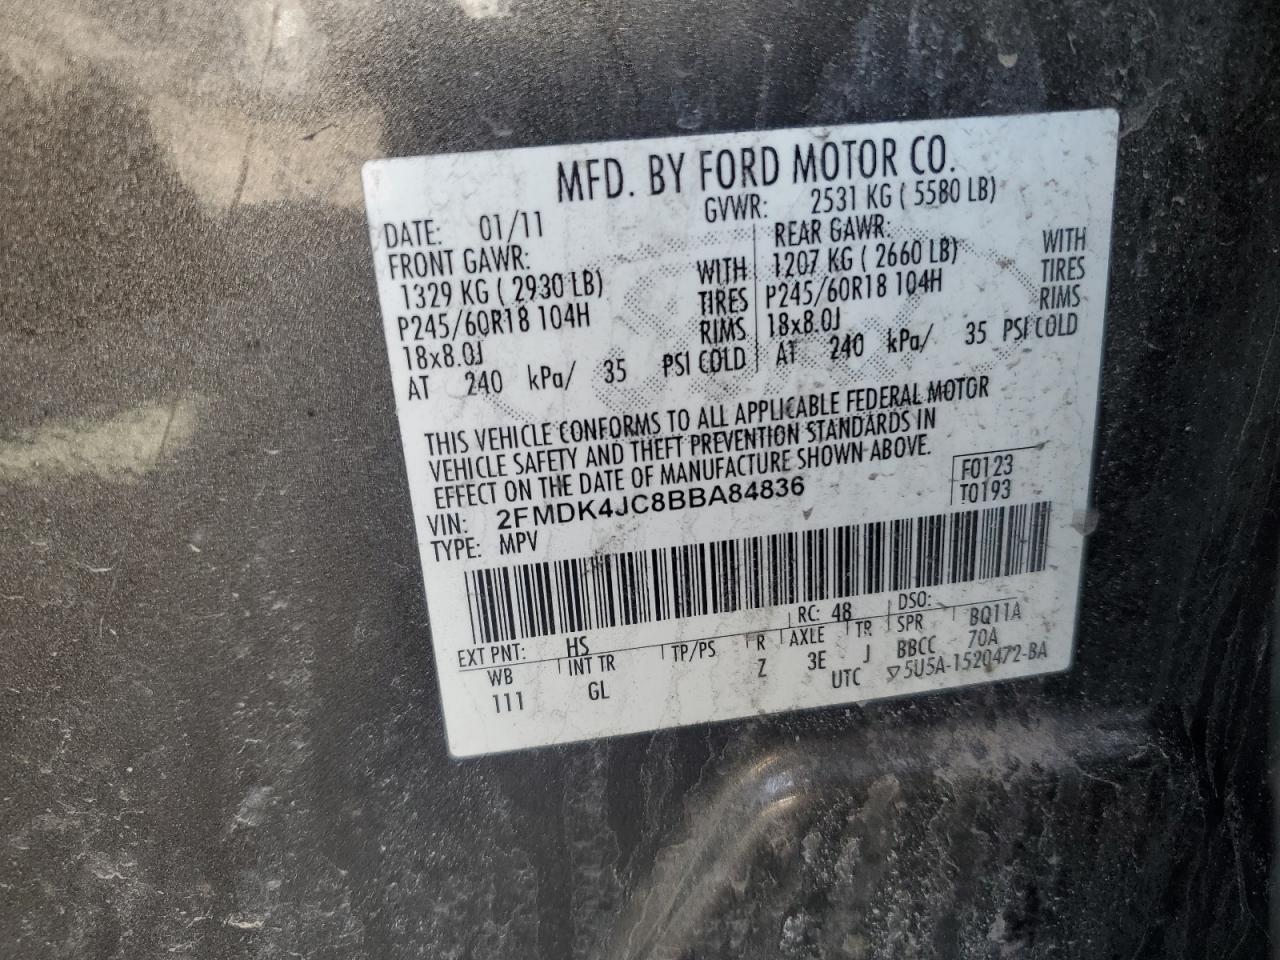 MFD. BY FORD MOTOR CO.
DATE: 01/11 GVWR: 2531 KG ( 5580 LB)
FRONT GAWR: REAR GAWR:
1329 KG ( 2930 LB) WITH 1207 KG ( 2660 LB) WITH
P245/60R18 104H TIRES P245/60R18 104H TIRES
18x8.0J RIMS 18x8.0J RIMS
AT 240 kPa/ 35 PSI COLD AT 240 kPa/ 35 PSI COLD
THIS VEHICLE CONFORMS TO ALL APPLICABLE FEDERAL MOTOR
VEHICLE SAFETY AND THEFT PREVENTION STANDARDS IN
EFFECT ON THE DATE OF MANUFACTURE SHOWN ABOVE.
F0123
VIN: 2FMDK4JC8BBA84836 T0193
TYPE: MPV
EXT PNT: HS RC: 48 DSO:
WB INT TR TP/PS R AXLE TR SPR BQ11A
111 GL Z 3E J BBCC 70A
UTC ▽5U5A-1520472-BA